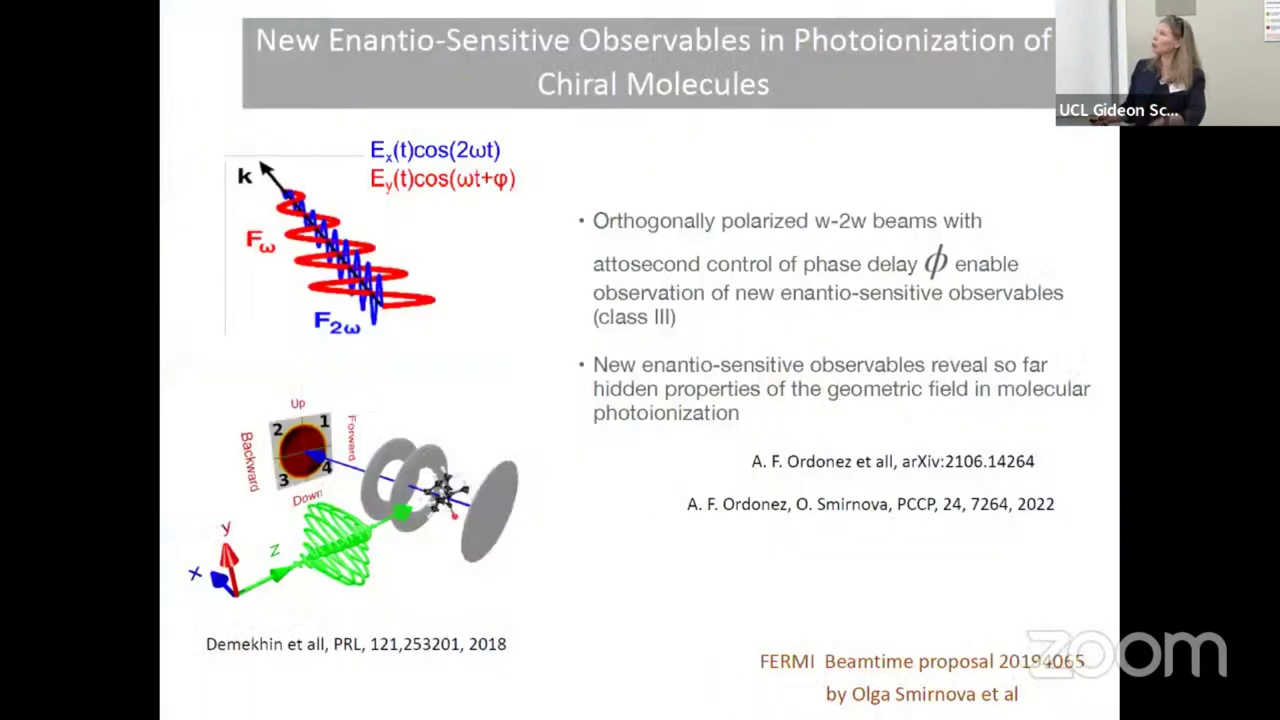 New Enantio-Sensitive Observables in Photoionization of
Chiral Molecules
UCL Gideon Sc...
Ex(t)cos(2ωt)
Ey(t)cos(ωt+φ)
k
Fω
F2ω
• Orthogonally polarized w-2w beams with
attosecond control of phase delay ϕ enable
observation of new enantio-sensitive observables
(class III)
• New enantio-sensitive observables reveal so far
hidden properties of the geometric field in molecular
photoionization
A. F. Ordonez et all, arXiv:2106.14264
A. F. Ordonez, O. Smirnova, PCCP, 24, 7264, 2022
Up
Backward
Forward
2 1
3 4
Down
y
x
z
Demekhin et all, PRL, 121,253201, 2018
FERMI Beamtime proposal 20194065
by Olga Smirnova et al
zoom